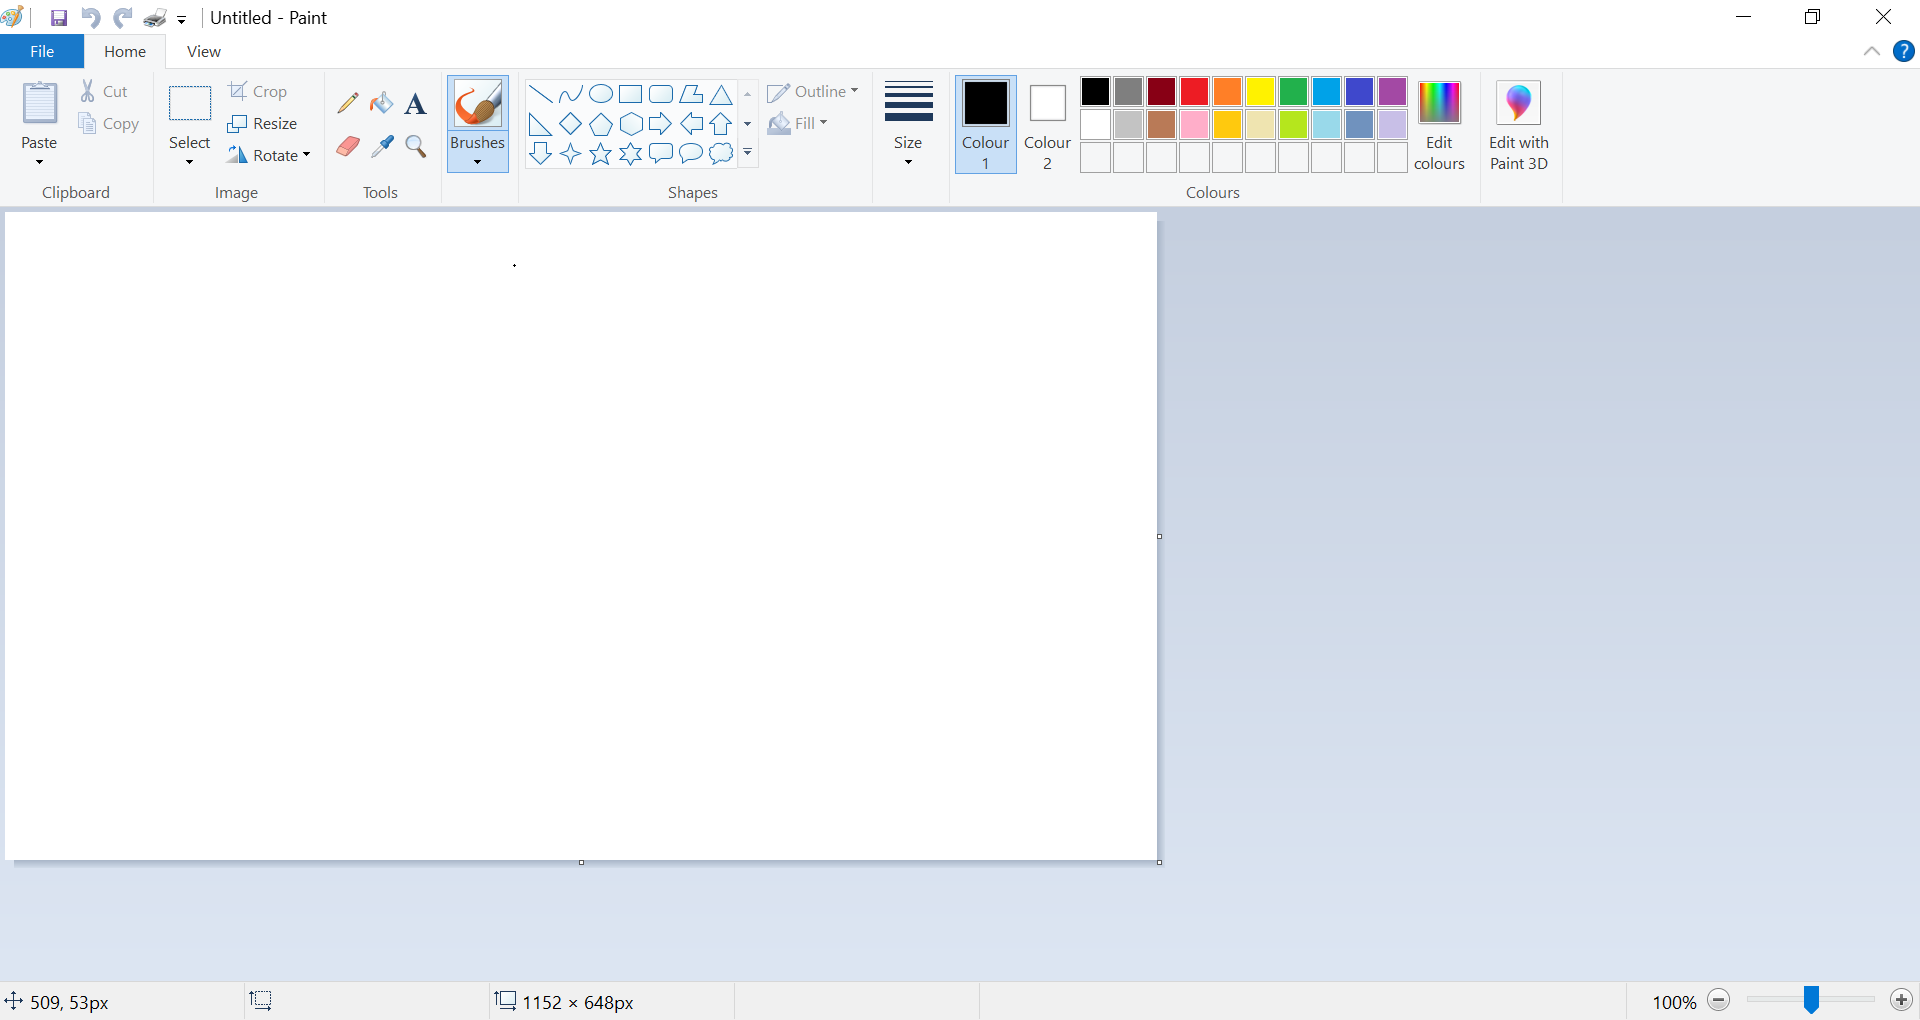 Untitled - Paint
File Home View ?
Paste
Cut
Copy
Clipboard
Select
Crop
Resize
Rotate
Image
A
Tools
Brushes
Shapes
Outline
Fill
Size
Colour
1
Colour
2
Colours
Edit
colours
Edit with
Paint 3D
509, 53px
1152 × 648px
100%